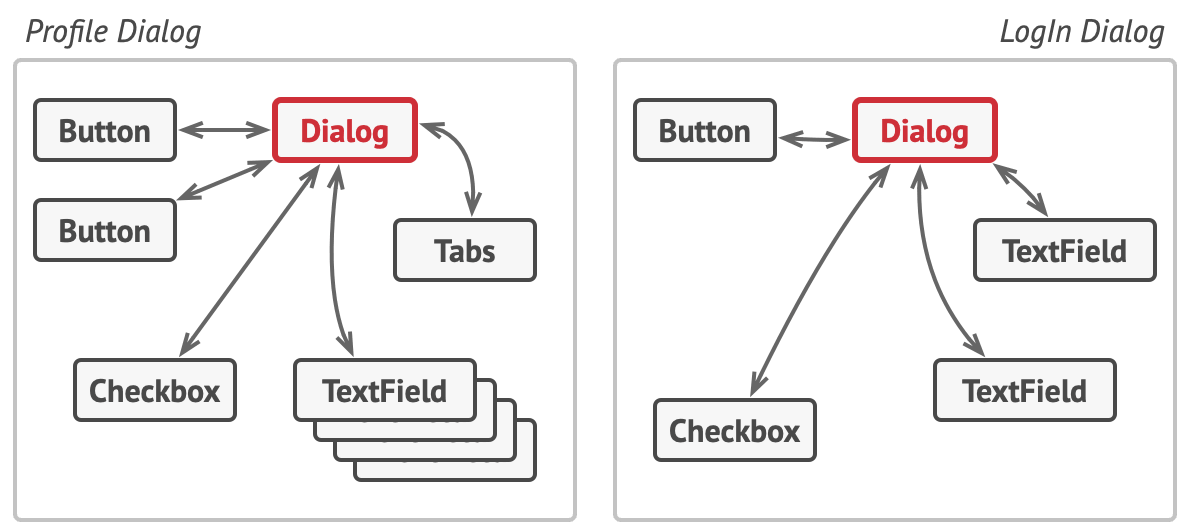 Profile Dialog
Button
Dialog
Button
Tabs
Checkbox
TextField
LogIn Dialog
Button
Dialog
TextField
TextField
Checkbox